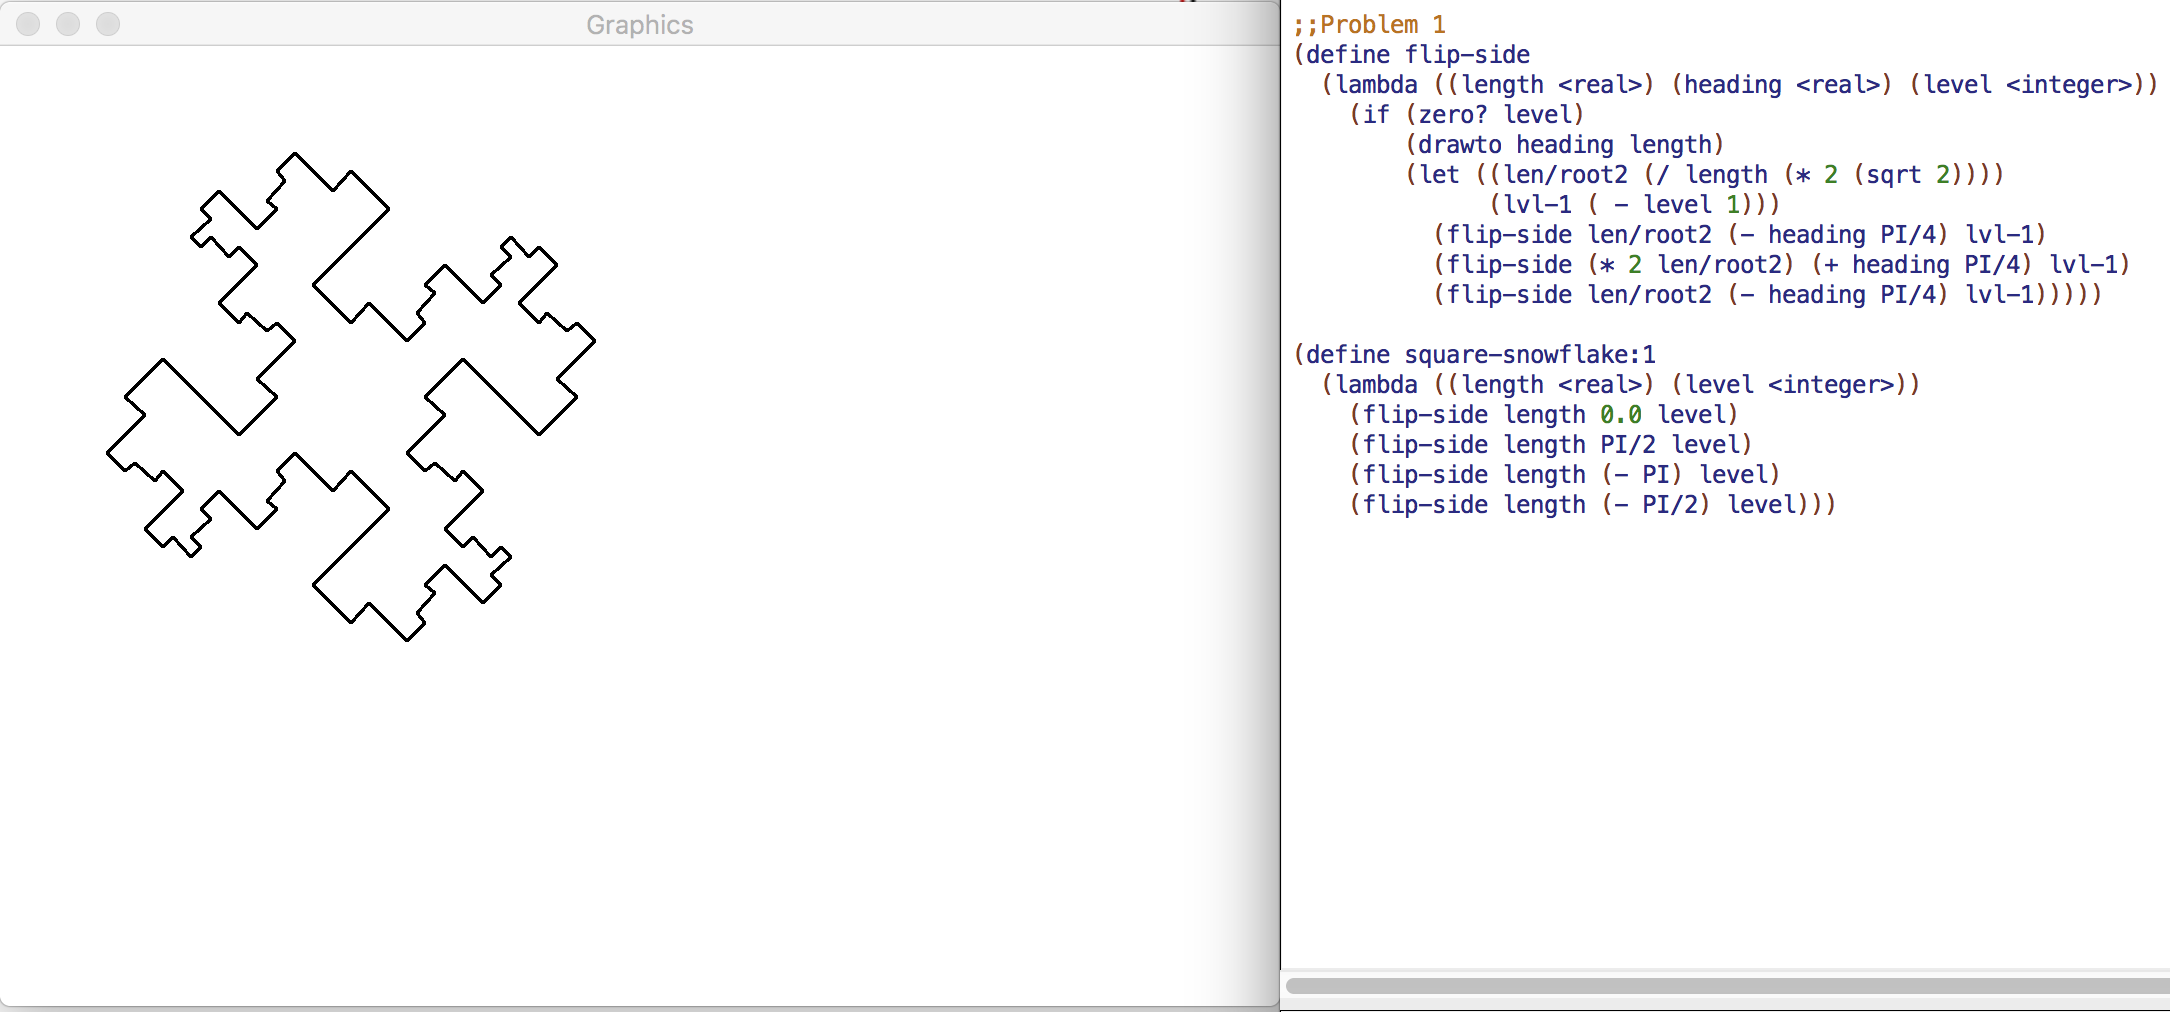 Graphics
;;Problem 1
(define flip-side
  (lambda ((length <real>) (heading <real>) (level <integer>))
    (if (zero? level)
        (drawto heading length)
        (let ((len/root2 (/ length (* 2 (sqrt 2))))
              (lvl-1 ( - level 1)))
          (flip-side len/root2 (- heading PI/4) lvl-1)
          (flip-side (* 2 len/root2) (+ heading PI/4) lvl-1)
          (flip-side len/root2 (- heading PI/4) lvl-1)))))
(define square-snowflake:1
  (lambda ((length <real>) (level <integer>))
    (flip-side length 0.0 level)
    (flip-side length PI/2 level)
    (flip-side length (- PI) level)
    (flip-side length (- PI/2) level)))